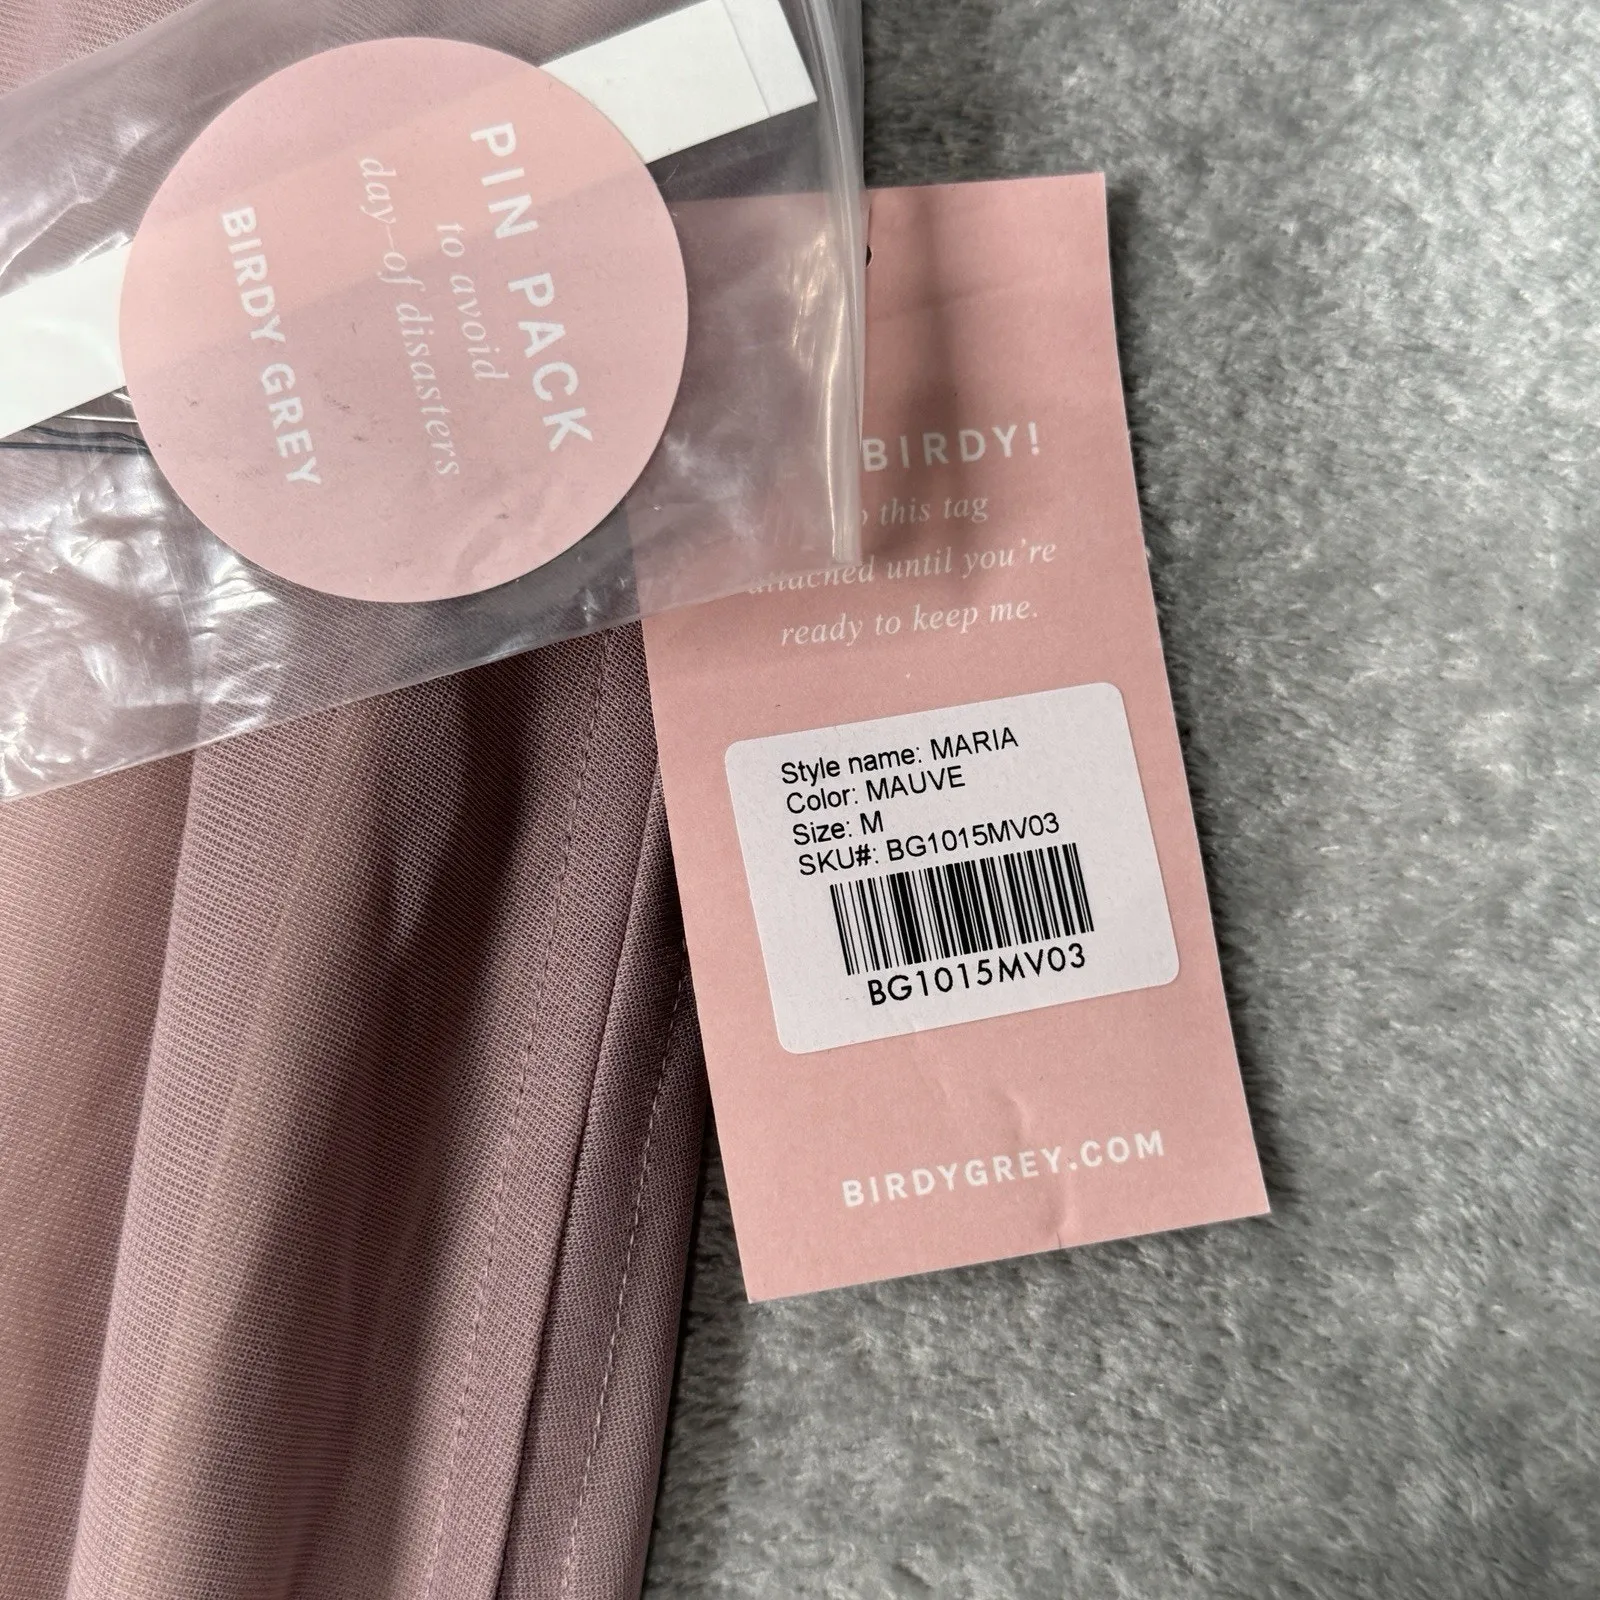 PIN PACK
to avoid
day-of disasters
BIRDY GREY
BIRDY!
this tag
attached until you're
ready to keep me.
Style name: MARIA
Color: MAUVE
Size: M
SKU#: BG1015MV03
BG1015MV03
BIRDYGREY.COM